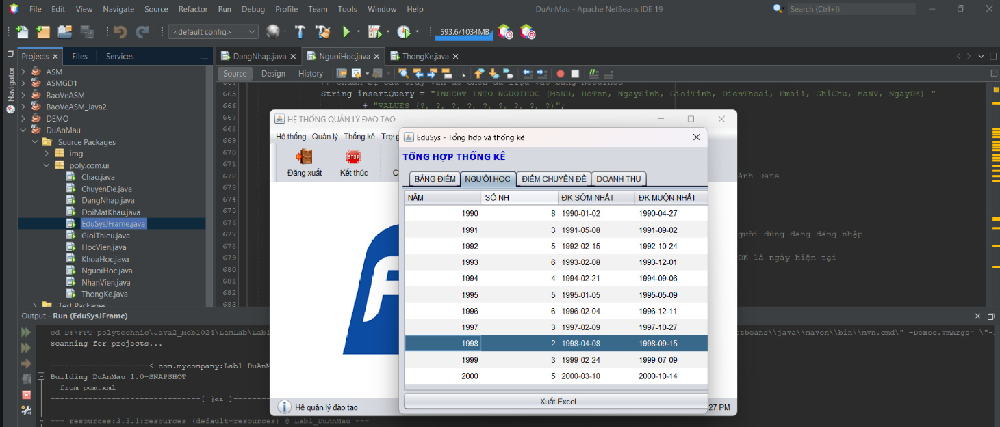 File Edit View Navigate Source Refactor Run Debug Profile Team Tools Window Help DuAnMau - Apache NetBeans IDE 19 Search (Ctrl+I)
<default config> 593.6/1034MB
Projects Files Services
DangNhap.java NguoiHoc.java ThongKe.java
Source Design History
Navigator
ASM
ASMGD1
BaoVeASM
BaoVeASM_Java2
DEMO
DuAnMau
Source Packages
img
poly.com.ui
Chao.java
ChuyenDe.java
DangNhap.java
DoiMatKhau.java
EduSysJFrame.java
GioiThieu.java
HocVien.java
KhoaHoc.java
NguoiHoc.java
NhanVien.java
ThongKe.java
Test Packages
664 // Chuẩn bị câu truy vấn để chèn dữ liệu vào bảng NGUOIHOC
665 String insertQuery = "INSERT INTO NGUOIHOC (MaNH, HoTen, NgaySinh, GioiTinh, DienThoai, Email, GhiChu, MaNV, NgayDK) "
666 + "VALUES (?, ?, ?, ?, ?, ?, ?, ?, ?)";
667
668
669
670
671
672 ành Date
673
674
675
676
677 gười dùng đang đăng nhập
678
679 DK là ngày hiện tại
680
681
682
683
HỆ THỐNG QUẢN LÝ ĐÀO TẠO
Hệ thống Quản lý Thống kê Trợ g
Đăng xuất Kết thúc C
STOP
Hệ quản lý đào tạo
27 PM
EduSys - Tổng hợp và thống kê
TỔNG HỢP THỐNG KÊ
BẢNG ĐIỂM NGƯỜI HỌC ĐIỂM CHUYÊN ĐỀ DOANH THU
NĂM SỐ NH ĐK SỚM NHẤT ĐK MUỘN NHẤT
1990 8 1990-01-02 1990-04-27
1991 3 1991-05-08 1991-09-02
1992 5 1992-02-15 1992-10-24
1993 6 1993-02-08 1993-12-01
1994 4 1994-02-21 1994-09-06
1995 5 1995-01-05 1995-05-09
1996 6 1996-02-04 1996-12-11
1997 3 1997-02-09 1997-10-27
1998 2 1998-04-08 1998-09-15
1999 3 1999-02-24 1999-07-09
2000 5 2000-03-10 2000-10-14
Xuất Excel
Output - Run (EduSysJFrame)
cd D:\FPT polytechnic\Java2_Mob1024\LamLab\Lab1 etbeans\\java\\maven\\bin\\mvn.cmd\" -Dexec.vmArgs= \"-
Scanning for projects...
--------------------< com.mycompany:Lab1_DuAnM
Building DuAnMau 1.0-SNAPSHOT
from pom.xml
--------------------------------[ jar ]--------
--- resources:3.3.1:resources (default-resources) @ Lab1_DuAnMau ---